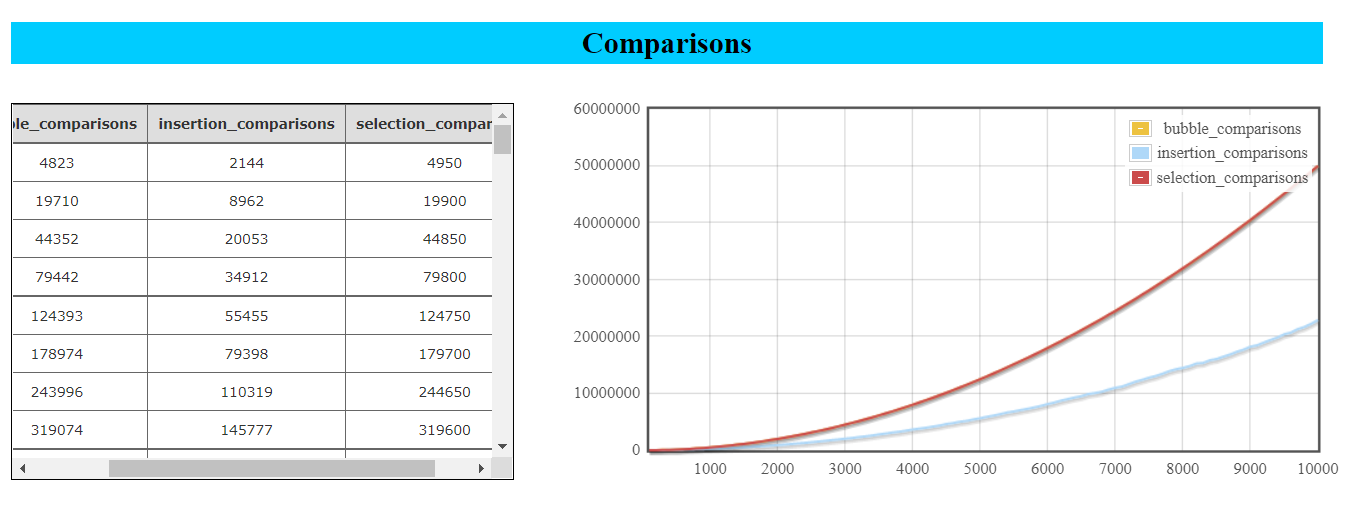 Comparisons
le_comparisons insertion_comparisons selection_compar
4823 2144 4950
19710 8962 19900
44352 20053 44850
79442 34912 79800
124393 55455 124750
178974 79398 179700
243996 110319 244650
319074 145777 319600
60000000
50000000
40000000
30000000
20000000
10000000
0
bubble_comparisons
insertion_comparisons
selection_comparisons
1000 2000 3000 4000 5000 6000 7000 8000 9000 10000